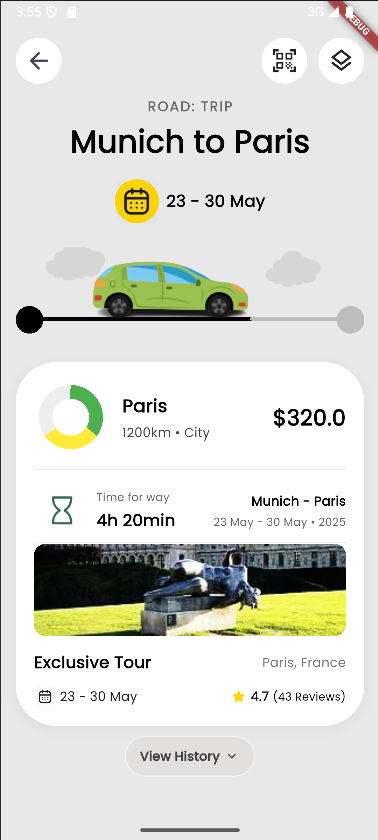 3:55
3G
DEBUG
ROAD: TRIP
Munich to Paris
23 - 30 May
Paris
$320.0
1200km • City
Time for way
Munich - Paris
4h 20min
23 May - 30 May • 2025
Exclusive Tour
Paris, France
23 - 30 May
4.7 (43 Reviews)
View History